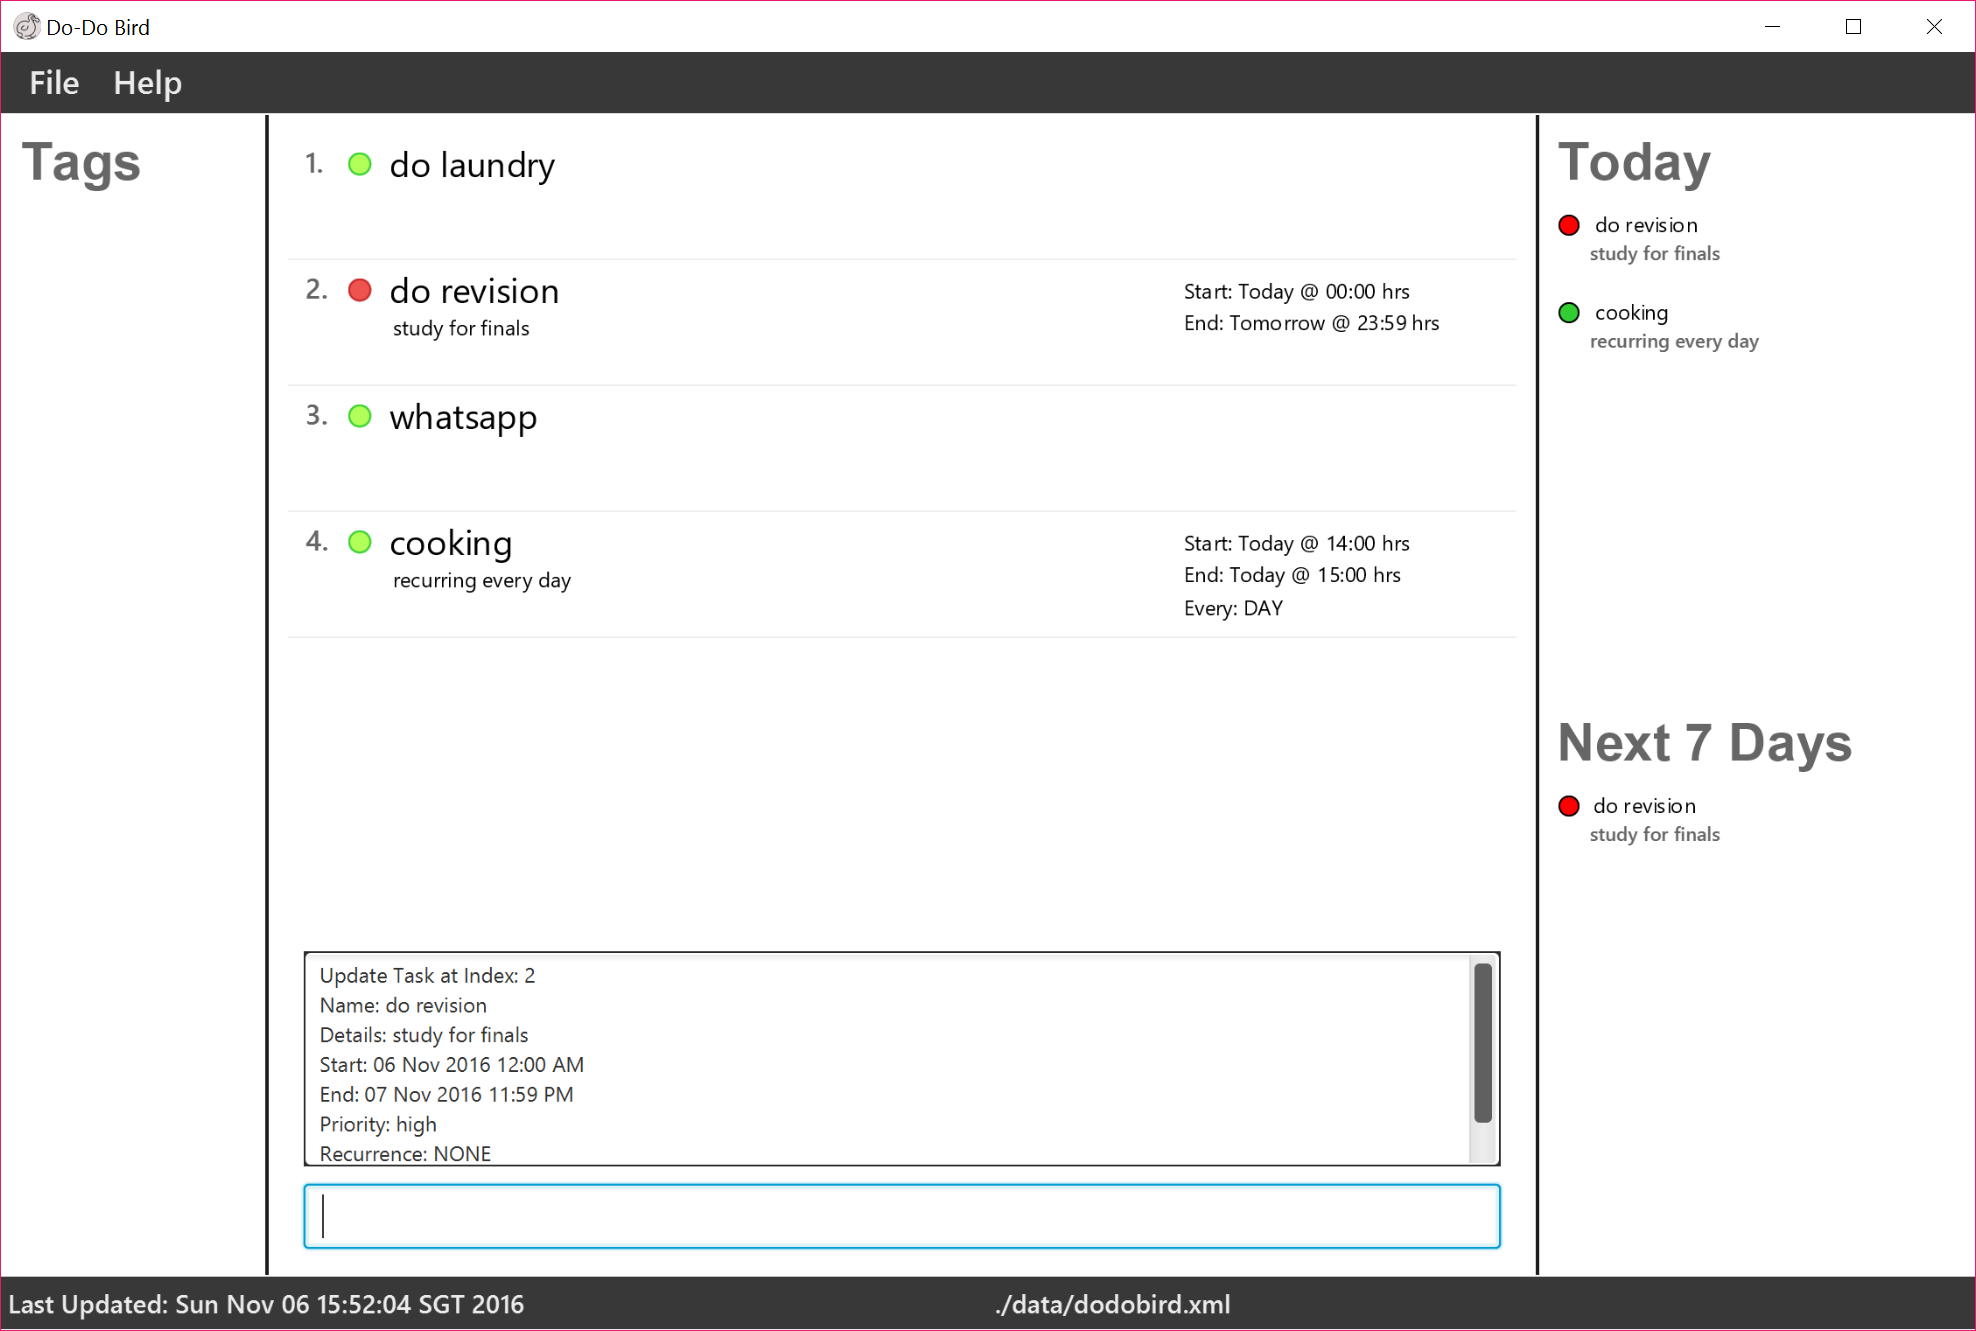 Do-Do Bird
File Help
Tags
1. do laundry
2. do revision
study for finals
Start: Today @ 00:00 hrs
End: Tomorrow @ 23:59 hrs
3. whatsapp
4. cooking
recurring every day
Start: Today @ 14:00 hrs
End: Today @ 15:00 hrs
Every: DAY
Update Task at Index: 2
Name: do revision
Details: study for finals
Start: 06 Nov 2016 12:00 AM
End: 07 Nov 2016 11:59 PM
Priority: high
Recurrence: NONE
Today
do revision
study for finals
cooking
recurring every day
Next 7 Days
do revision
study for finals
Last Updated: Sun Nov 06 15:52:04 SGT 2016
./data/dodobird.xml